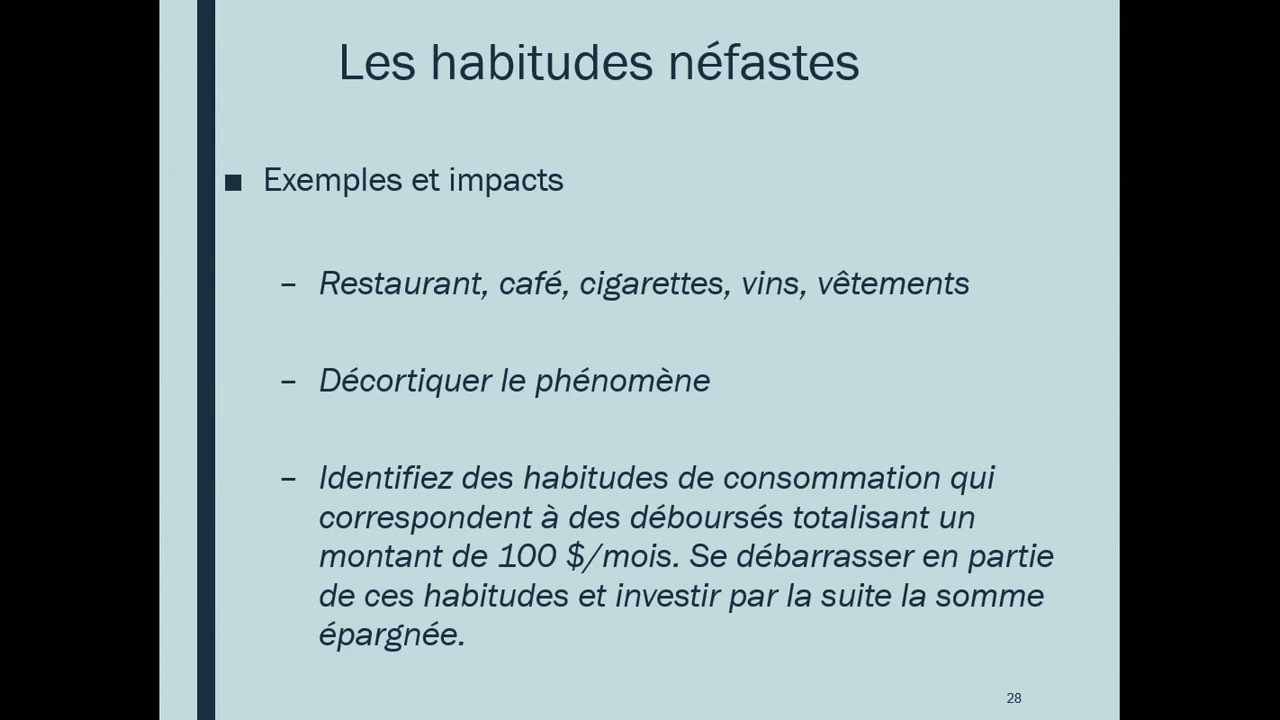 Les habitudes néfastes
■ Exemples et impacts
– Restaurant, café, cigarettes, vins, vêtements
– Décortiquer le phénomène
– Identifiez des habitudes de consommation qui
correspondent à des déboursés totalisant un
montant de 100 $/mois. Se débarrasser en partie
de ces habitudes et investir par la suite la somme
épargnée.
28